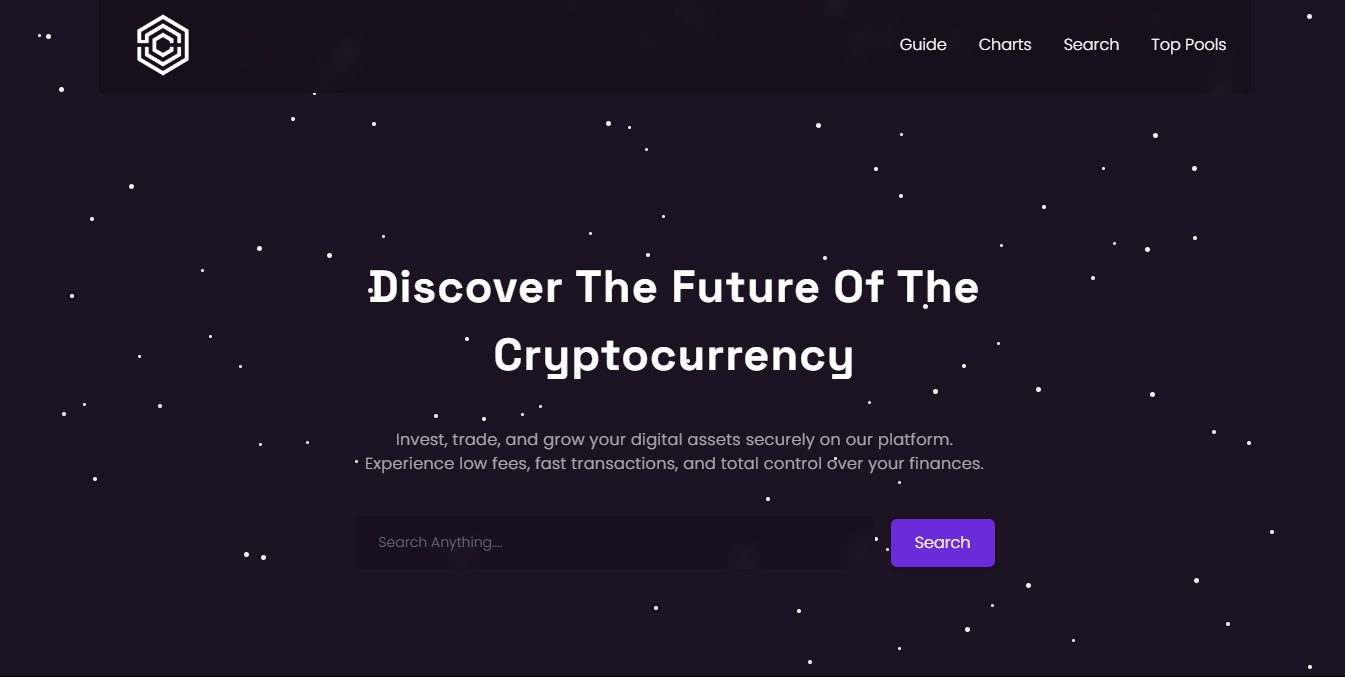 Guide Charts Search Top Pools
Discover The Future Of The
Cryptocurrency
Invest, trade, and grow your digital assets securely on our platform.
Experience low fees, fast transactions, and total control over your finances.
Search Anything.... Search